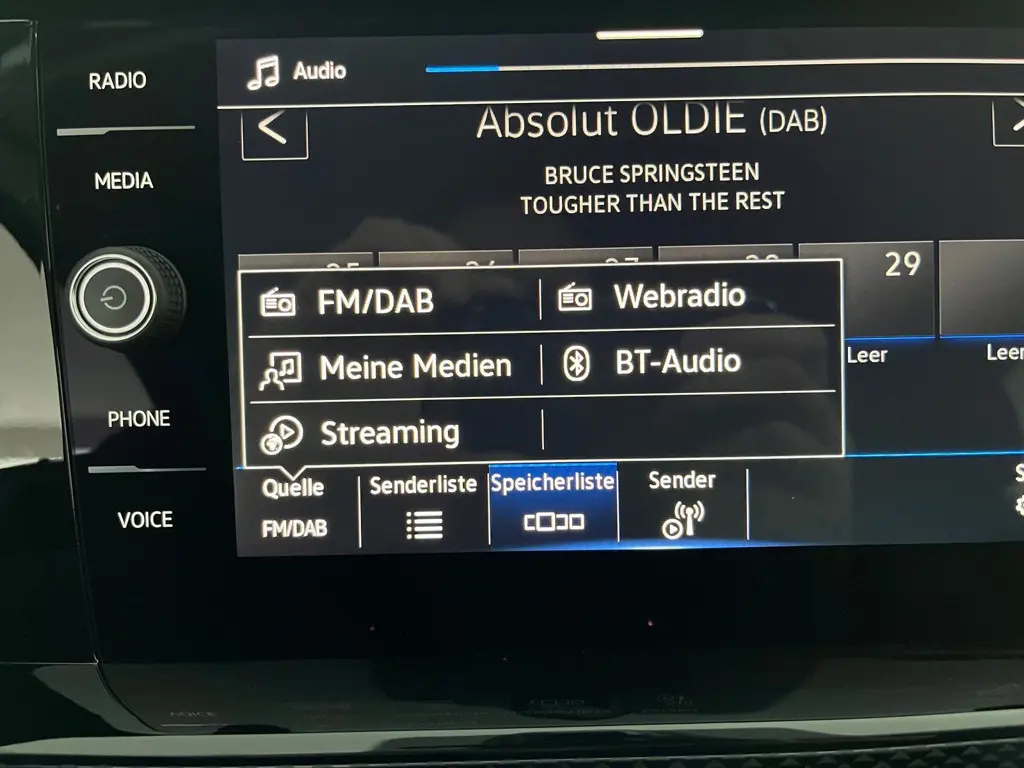 RADIO
MEDIA
PHONE
VOICE
Audio
Absolut OLDIE (DAB)
BRUCE SPRINGSTEEN
TOUGHER THAN THE REST
29
Leer
Leer
FM/DAB
Webradio
Meine Medien
BT-Audio
Streaming
Quelle
FM/DAB
Senderliste
Speicherliste
Sender